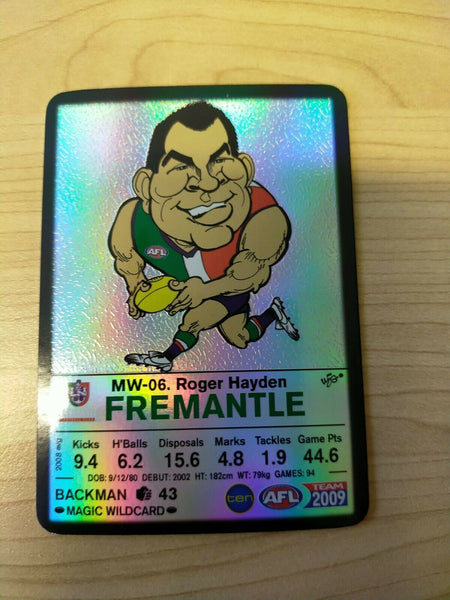 AFL
MW-06. Roger Hayden
FREMANTLE
Kicks H'Balls Disposals Marks Tackles Game Pts
9.4 6.2 15.6 4.8 1.9 44.6
DOB: 9/12/80 DEBUT: 2002 HT: 182cm WT: 79kg GAMES: 94
BACKMAN 43
MAGIC WILDCARD
ten AFL TEAM 2009